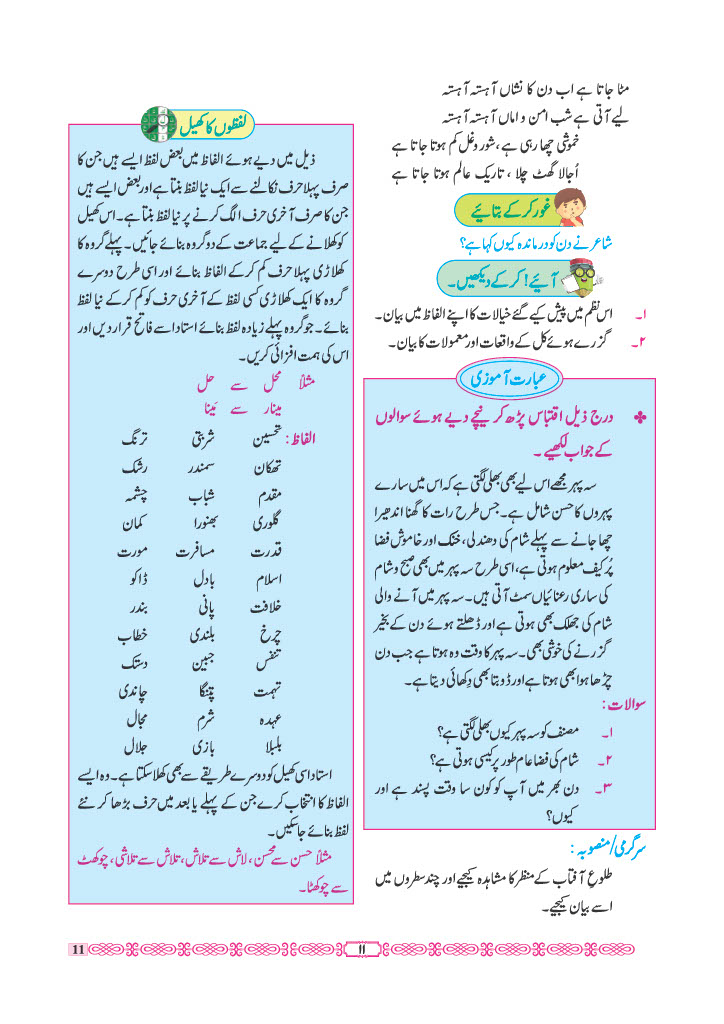 مٹا جاتا ہے اب دن کا نشاں آہستہ آہستہ
لیے آتی ہے شب امن و اماں آہستہ آہستہ
خموشی چھا رہی ہے، شور و غل کم ہوتا جاتا ہے
اُجالا گھٹ چلا ، تاریک عالم ہوتا جاتا ہے
غور کر کے بتائیے
شاعر نے دن کو درماندہ کیوں کہا ہے؟
آئیے! کر کے دیکھیں۔
۱۔ اس نظم میں پیش کیے گئے خیالات کا اپنے الفاظ میں بیان۔
۲۔ گزرے ہوئے کل کے واقعات اور معمولات کا بیان۔
عبارت آموزی
❖ درج ذیل اقتباس پڑھ کر نیچے دیے ہوئے سوالوں
کے جواب لکھیے ۔
سہ پہر مجھے اس لیے بھی بھلی لگتی ہے کہ اس میں سارے
پہروں کا حسن شامل ہے۔ جس طرح رات کا گھنا اندھیرا
چھا جانے سے پہلے شام کی دھندلی، خنک اور خاموش فضا
پُر کیف معلوم ہوتی ہے، اسی طرح سہ پہر میں بھی صبح و شام
کی ساری رعنائیاں سمٹ آتی ہیں۔ سہ پہر میں آنے والی
شام کی جھلک بھی ہوتی ہے اور ڈھلتے ہوئے دن کے بخیر
گزرنے کی خوشی بھی۔ سہ پہر کا وقت وہ ہوتا ہے جب دن
چڑھا ہوا بھی ہوتا ہے اور ڈوبتا بھی دِکھائی دیتا ہے۔
سوالات :
۱۔ مصنف کو سہ پہر کیوں بھلی لگتی ہے؟
۲۔ شام کی فضا عام طور پر کیسی ہوتی ہے؟
۳۔ دن بھر میں آپ کو کون سا وقت پسند ہے اور
کیوں؟
سرگرمی/منصوبہ :
طلوعِ آفتاب کے منظر کا مشاہدہ کیجیے اور چند سطروں میں
اسے بیان کیجیے۔
لفظوں کا کھیل
ذیل میں دیے ہوئے الفاظ میں بعض لفظ ایسے ہیں جن کا
صرف پہلا حرف نکالنے سے ایک نیا لفظ بنتا ہے اور بعض ایسے ہیں
جن کا صرف آخری حرف الگ کرنے پر نیا لفظ بنتا ہے۔ اس کھیل
کو کھلانے کے لیے جماعت کے دو گروہ بنائے جائیں۔ پہلے گروہ کا
کھلاڑی پہلا حرف کم کر کے الفاظ بنائے اور اسی طرح دوسرے
گروہ کا ایک کھلاڑی کسی لفظ کے آخری حرف کو کم کر کے نیا لفظ
بنائے۔ جو گروہ پہلے زیادہ لفظ بنائے استاد اسے فاتح قرار دیں اور
اس کی ہمت افزائی کریں۔
مثلاً محل سے حل
مینار سے مینا
الفاظ: تحسین شربتی ترنگ
تھکان سمندر رشک
مقدم شباب چشمہ
گلوری بھنورا کمان
قدرت مسافرت مورت
اسلام بادل ڈاکو
خلافت پانی بندر
چرخ بلندی خطاب
تنفس جبین دستک
تہمت پتنگا چاندی
عہدہ شرم مجال
بلبلا بازی جلال
استاد اسی کھیل کو دوسرے طریقے سے بھی کھلا سکتا ہے۔ وہ ایسے
الفاظ کا انتخاب کرے جن کے پہلے یا بعد میں حرف بڑھا کر نئے
لفظ بنائے جاسکیں۔
مثلاً حسن سے محسن، لاش سے تلاش، تلاش سے تلاشی، چوکھٹ
سے چوکھٹا۔
11 ۱۱